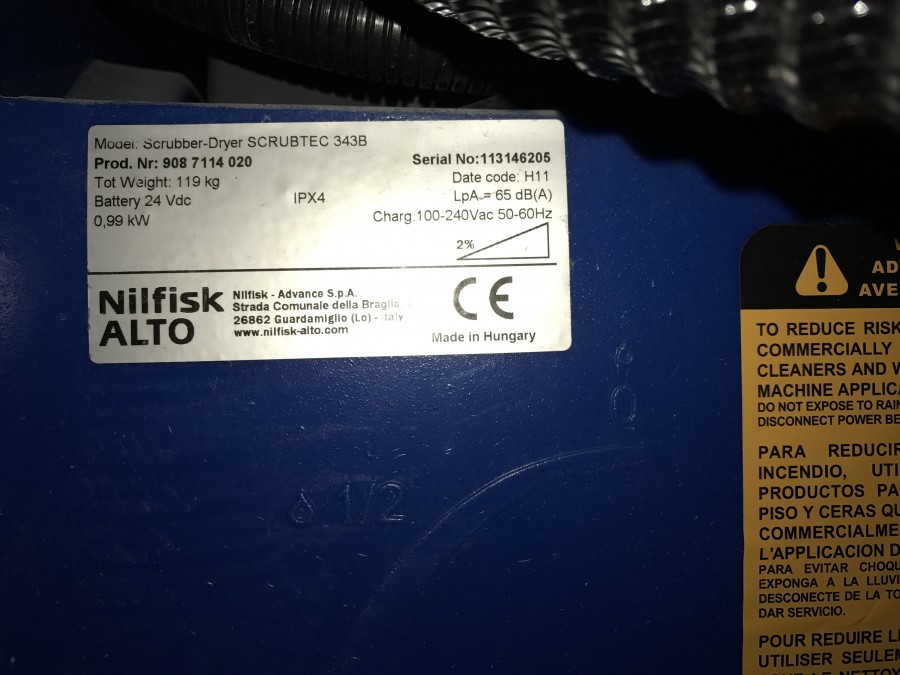 Model: Scrubber-Dryer SCRUBTEC 343B
Prod. Nr: 908 7114 020
Serial No:113146205
Tot Weight: 119 kg
Date code: H11
Battery 24 Vdc
IPX4
LpA = 65 dB(A)
0,99 kW
Charg.100-240Vac 50-60Hz
2%
Nilfisk
ALTO
Nilfisk - Advance S.p.A.
Strada Comunale della Braglia,
26862 Guardamiglio (Lo) - Italy
www.nilfisk-alto.com
CE
Made in Hungary
1/2
AD
AVE
TO REDUCE RISK
COMMERCIALLY
CLEANERS AND W
MACHINE APPLICA
DO NOT EXPOSE TO RAIN
DISCONNECT POWER BE
PARA REDUCIR
INCENDIO, UTI
PRODUCTOS PA
PISO Y CERAS QU
COMMERCIALME
L'APPLICACION D
PARA EVITAR CHOQU
EXPONGA A LA LLUVI
DESCONECTE DE LA TO
DAR SERVICIO.
POUR REDUIRE L
UTILISER SEULEM